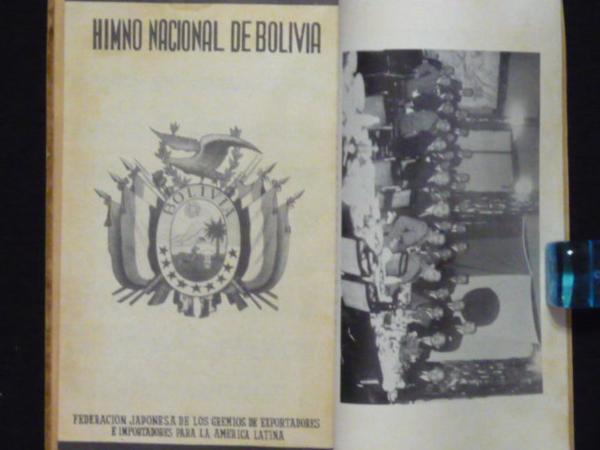 HIMNO NACIONAL DE BOLIVIA
BOLIVIA
FEDERACION JAPONESA DE LOS GREMIOS DE EXPORTADORES
E IMPORTADORES PARA LA AMERICA LATINA